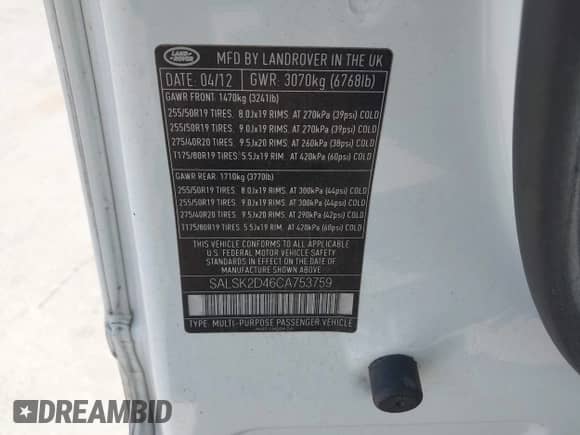 LAND
ROVER
MFD BY LANDROVER IN THE UK
DATE: 04/12 GWR: 3070kg (6768lb)
GAWR FRONT: 1470kg (3241lb)
255/50R19 TIRES. 8.0Jx19 RIMS. AT 270kPa (39psi) COLD
255/50R19 TIRES. 9.0Jx19 RIMS. AT 270kPa (39psi) COLD
275/40R20 TIRES. 9.5Jx20 RIMS. AT 260kPa (38psi) COLD
T175/80R19 TIRES. 5.5Jx19 RIM. AT 420kPa (60psi) COLD
GAWR REAR: 1710kg (3770lb)
255/50R19 TIRES. 8.0Jx19 RIMS. AT 300kPa (44psi) COLD
255/50R19 TIRES. 9.0Jx19 RIMS. AT 300kPa (44psi) COLD
275/40R20 TIRES. 9.5Jx20 RIMS. AT 290kPa (42psi) COLD
T175/80R19 TIRES. 5.5Jx19 RIM. AT 420kPa (60psi) COLD
THIS VEHICLE CONFORMS TO ALL APPLICABLE
U.S. FEDERAL MOTOR VEHICLE SAFETY
STANDARDS IN EFFECT ON THE DATE OF
MANUFACTURE SHOWN ABOVE
SALSK2D46CA753759
TYPE: MULTI-PURPOSE PASSENGER VEHICLE
DREAMBID